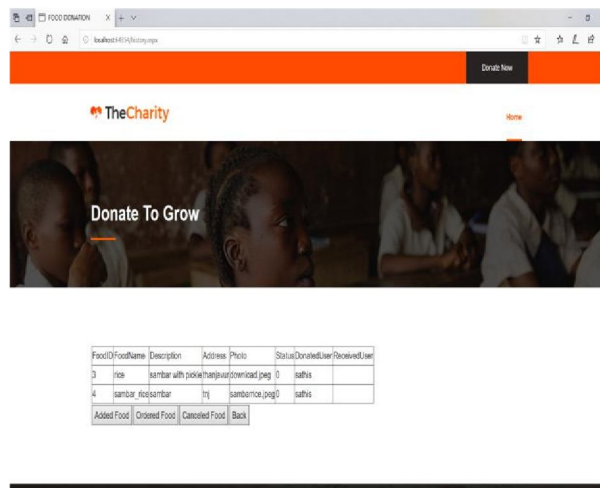 FOOD DONATION
localhost:64154/history.aspx
Donate Now
TheCharity
Home
Donate To Grow
FoodID FoodName Description Address Photo Status DonatedUser ReceivedUser
3 rice sambar with pickle thanjavur download.jpeg 0 sathis
4 sambar_rice sambar tnj sambarrice.jpeg 0 sathis
Added Food Ordered Food Canceled Food Back